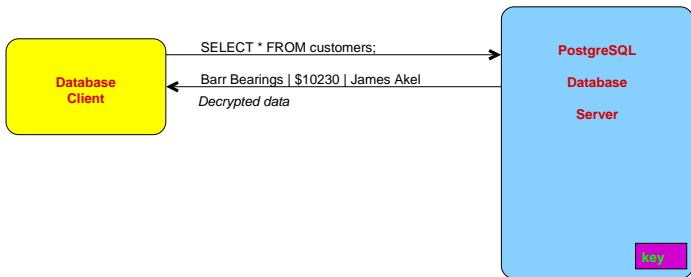 SELECT * FROM customers;
PostgreSQL
Database
Client
Barr Bearings | $10230 | James Akel
Database
Decrypted data
Server
key